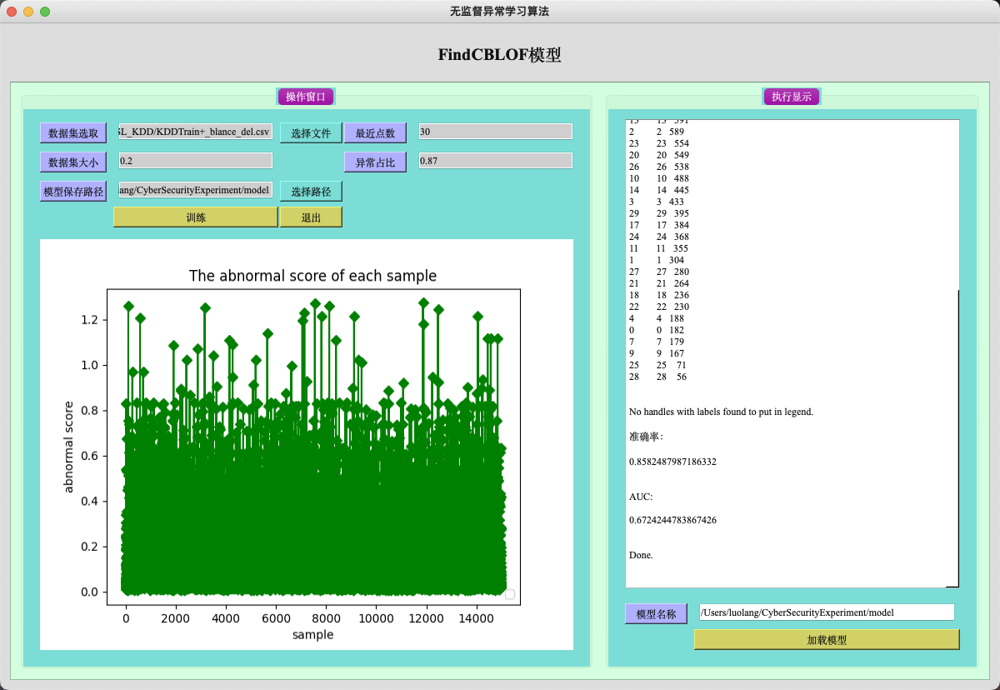 无监督异常学习算法
FindCBLOF模型
操作窗口
数据集选取 SL_KDD/KDDTrain+_blance_del.csv 选择文件 最近点数 30
数据集大小 0.2 异常占比 0.87
模型保存路径 ang/CyberSecurityExperiment/model 选择路径
训练 退出
The abnormal score of each sample
abnormal score
1.2
1.0
0.8
0.6
0.4
0.2
0.0
0 2000 4000 6000 8000 10000 12000 14000
sample
执行显示
2 2 589
23 23 554
20 20 549
26 26 538
10 10 488
14 14 445
3 3 433
29 29 395
17 17 384
24 24 368
11 11 355
1 1 304
27 27 280
21 21 264
18 18 236
22 22 230
4 4 188
0 0 182
7 7 179
9 9 167
25 25 71
28 28 56
No handles with labels found to put in legend.
准确率:
0.8582487987186332
AUC:
0.6724244783867426
Done.
模型名称 /Users/luolang/CyberSecurityExperiment/model
加载模型